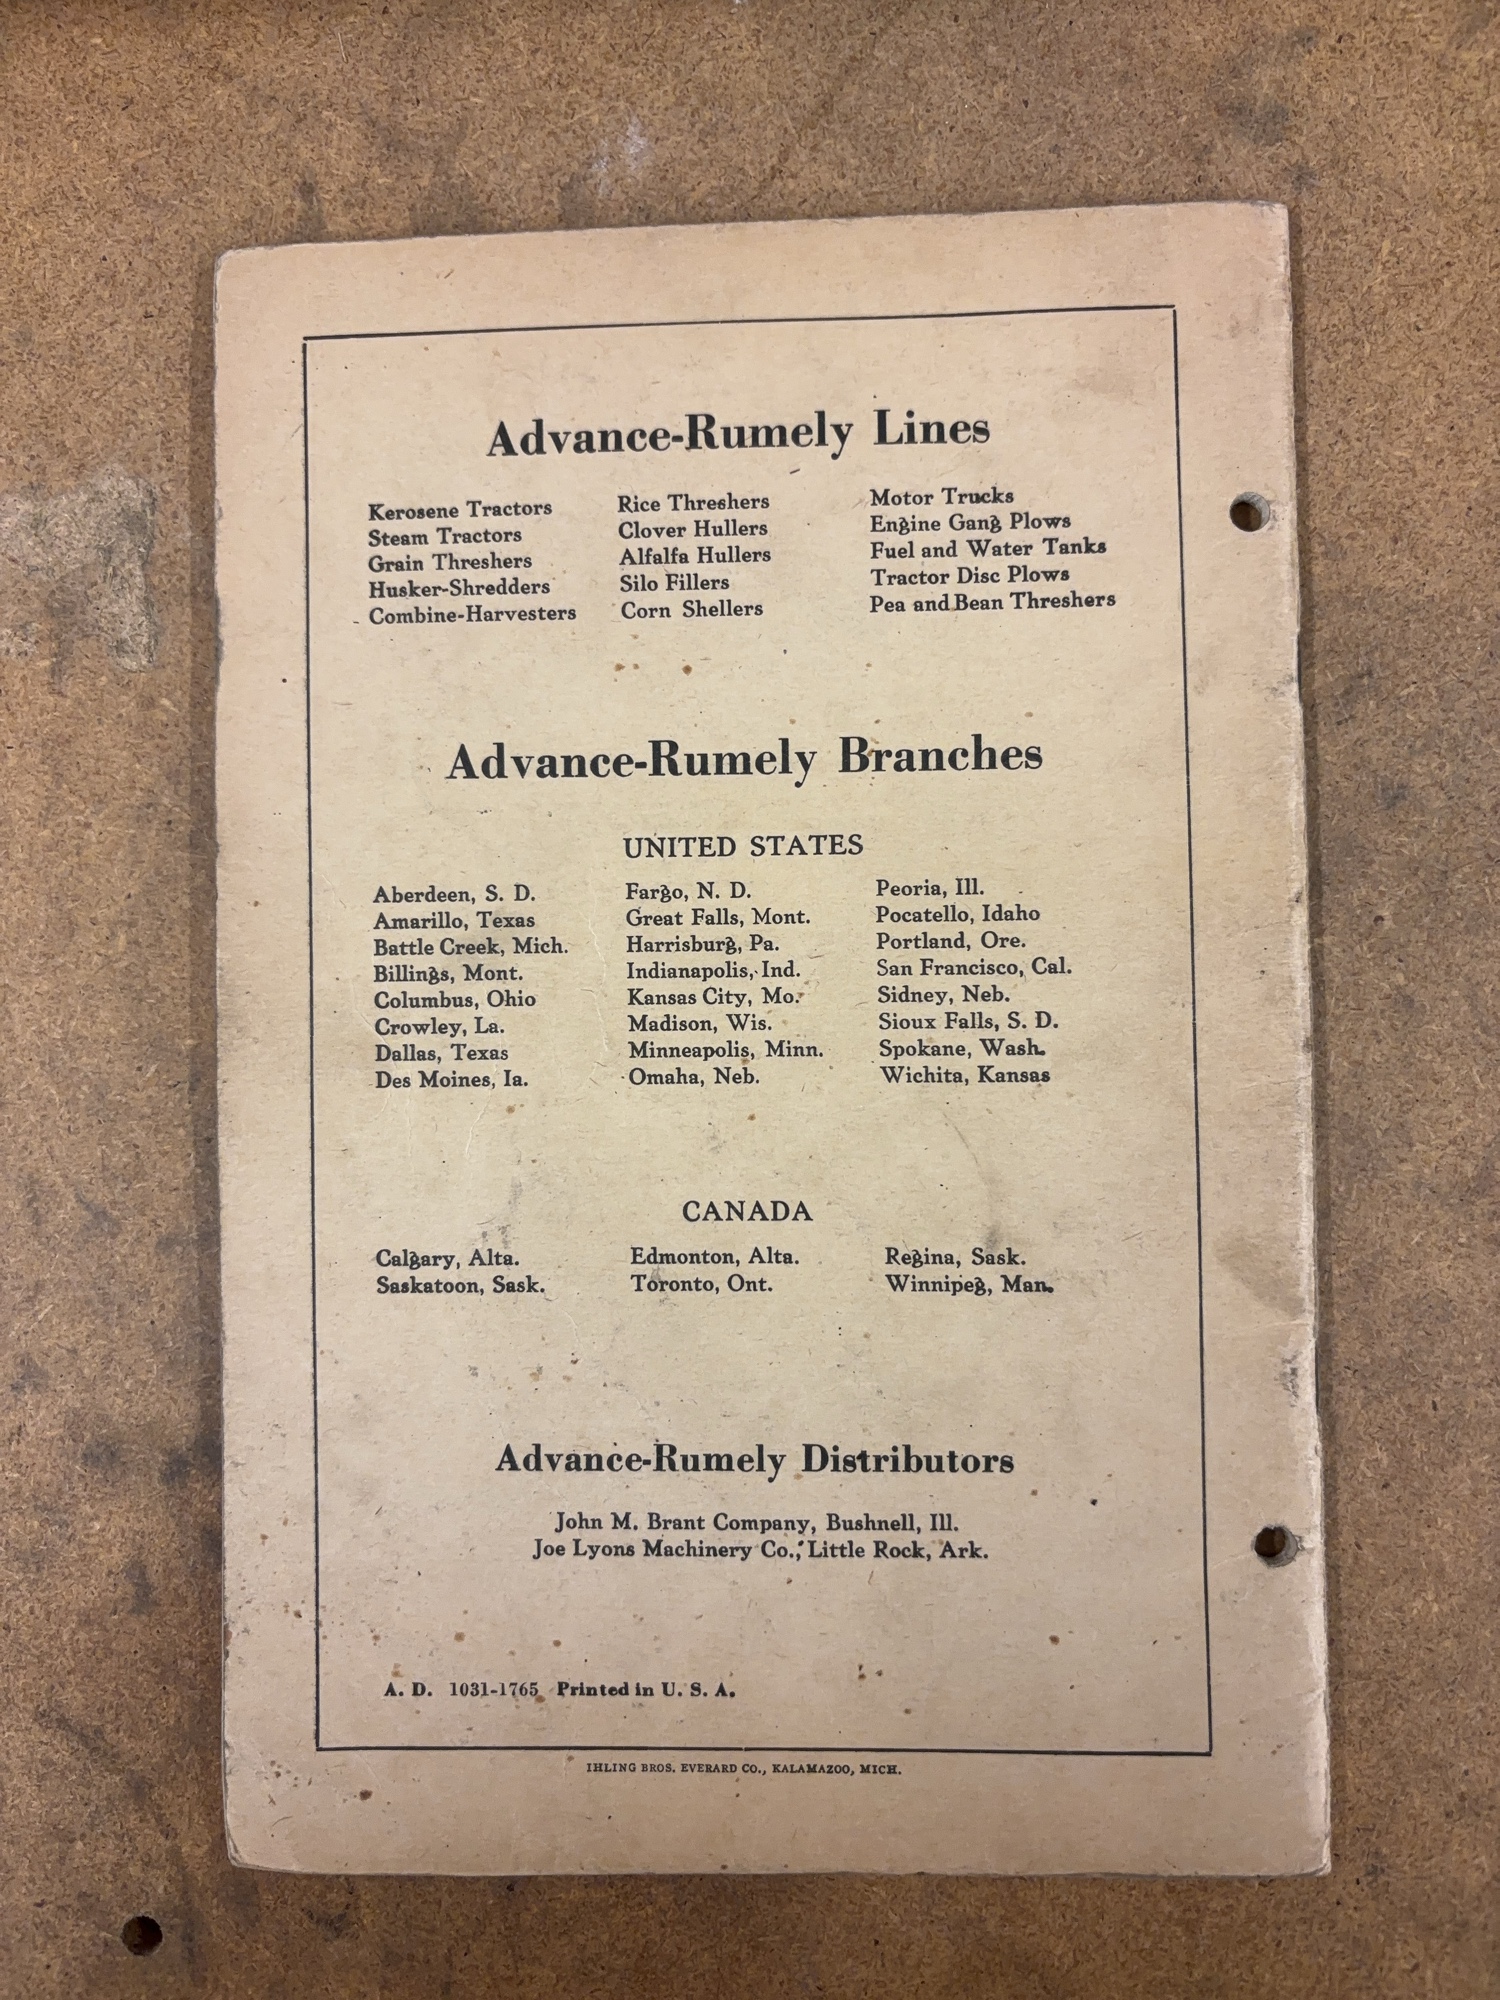 Advance-Rumely Lines
Kerosene Tractors
Steam Tractors
Grain Threshers
Husker-Shredders
Combine-Harvesters
Rice Threshers
Clover Hullers
Alfalfa Hullers
Silo Fillers
Corn Shellers
Motor Trucks
Engine Gang Plows
Fuel and Water Tanks
Tractor Disc Plows
Pea and Bean Threshers
Advance-Rumely Branches
UNITED STATES
Aberdeen, S. D.
Amarillo, Texas
Battle Creek, Mich.
Billings, Mont.
Columbus, Ohio
Crowley, La.
Dallas, Texas
Des Moines, Ia.
Fargo, N. D.
Great Falls, Mont.
Harrisburg, Pa.
Indianapolis, Ind.
Kansas City, Mo.
Madison, Wis.
Minneapolis, Minn.
Omaha, Neb.
Peoria, Ill.
Pocatello, Idaho
Portland, Ore.
San Francisco, Cal.
Sidney, Neb.
Sioux Falls, S. D.
Spokane, Wash.
Wichita, Kansas
CANADA
Calgary, Alta.
Saskatoon, Sask.
Edmonton, Alta.
Toronto, Ont.
Regina, Sask.
Winnipeg, Man.
Advance-Rumely Distributors
John M. Brant Company, Bushnell, Ill.
Joe Lyons Machinery Co., Little Rock, Ark.
A. D. 1031-1765 Printed in U. S. A.
IHLING BROS. EVERARD CO., KALAMAZOO, MICH.